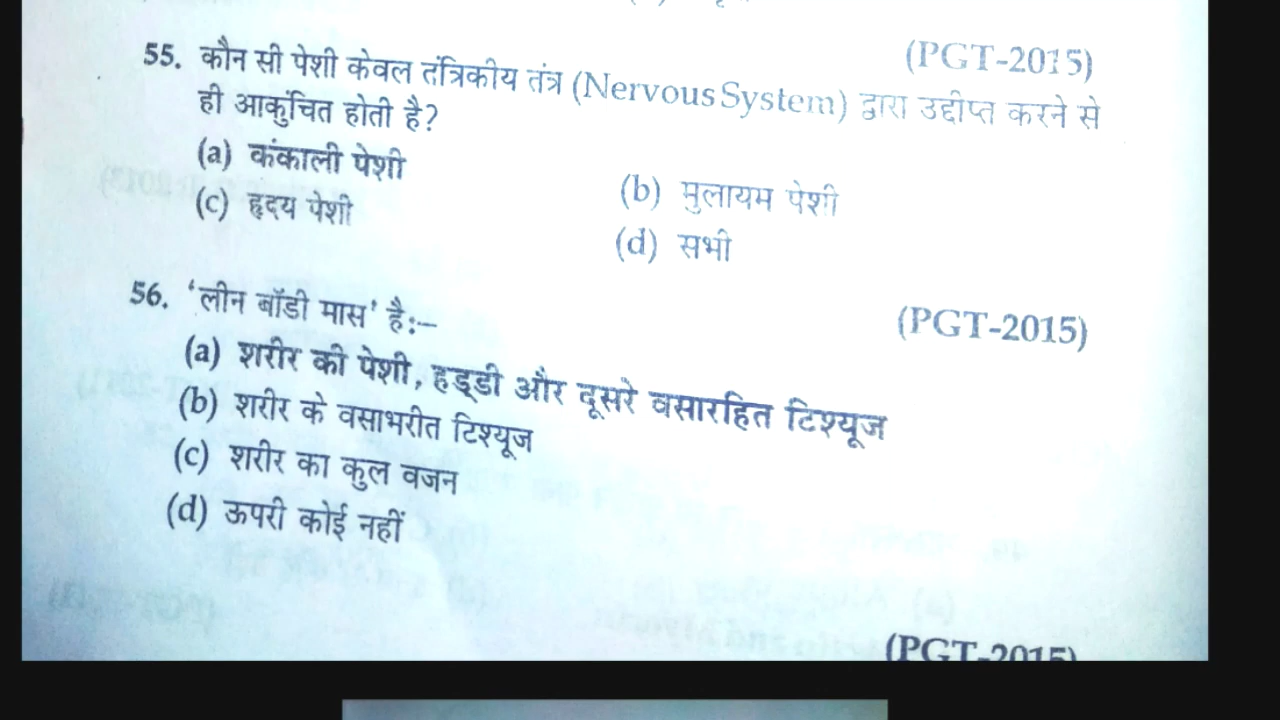 (PGT-2015)
55. कौन सी पेशी केवल तंत्रिकीय तंत्र (Nervous System) द्वारा उद्दीप्त करने से
ही आकुंचित होती है?
(a) कंकाली पेशी
(b) मुलायम पेशी
(c) हृदय पेशी
(d) सभी
(PGT-2015)
56. 'लीन बॉडी मास' है:–
(a) शरीर की पेशी, हड्डी और दूसरे वसारहित टिश्यूज
(b) शरीर के वसाभरीत टिश्यूज
(c) शरीर का कुल वजन
(d) ऊपरी कोई नहीं
(PGT-2015)